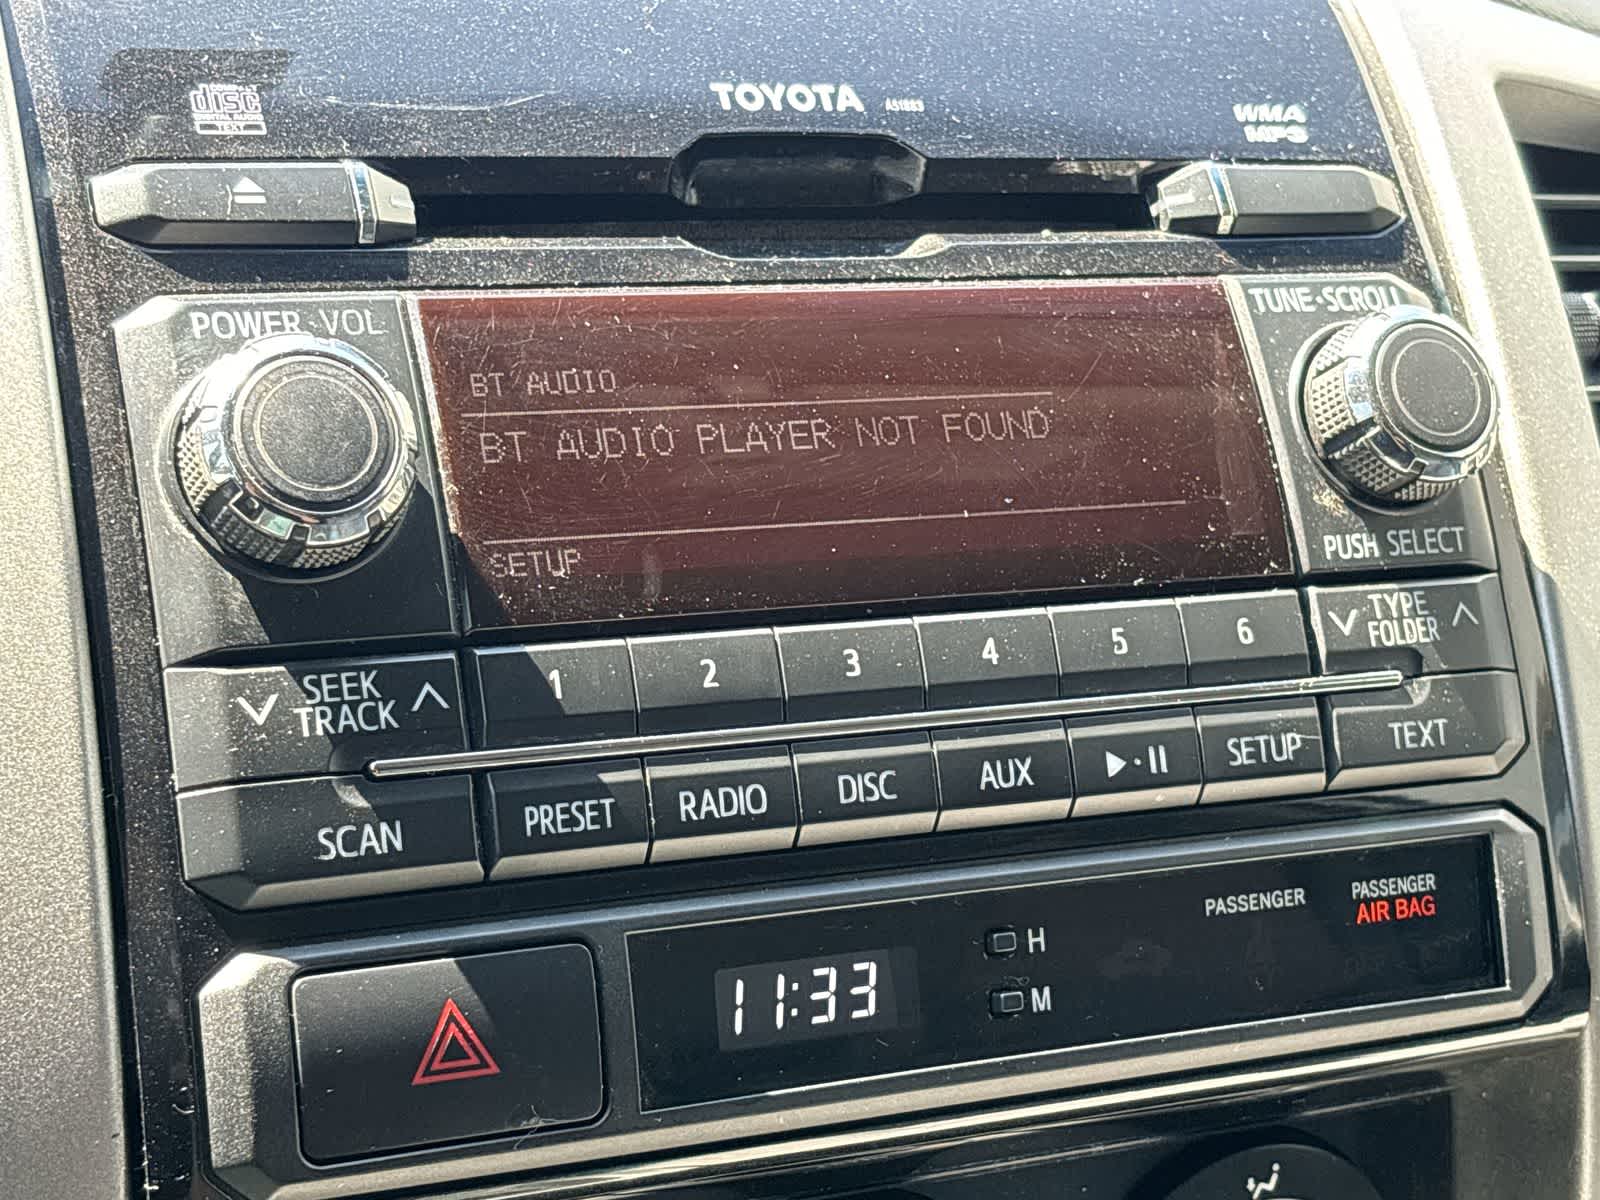 COMPACT
disc
DIGITAL AUDIO
TEXT
TOYOTA A51883
WMA
MP3
POWER·VOL
TUNE·SCROLL
BT AUDIO
BT AUDIO PLAYER NOT FOUND
SETUP
PUSH SELECT
SEEK
TRACK
1 2 3 4 5 6
TYPE
FOLDER
SCAN
PRESET RADIO DISC AUX SETUP TEXT
11:33
H
M
PASSENGER
PASSENGER
AIR BAG